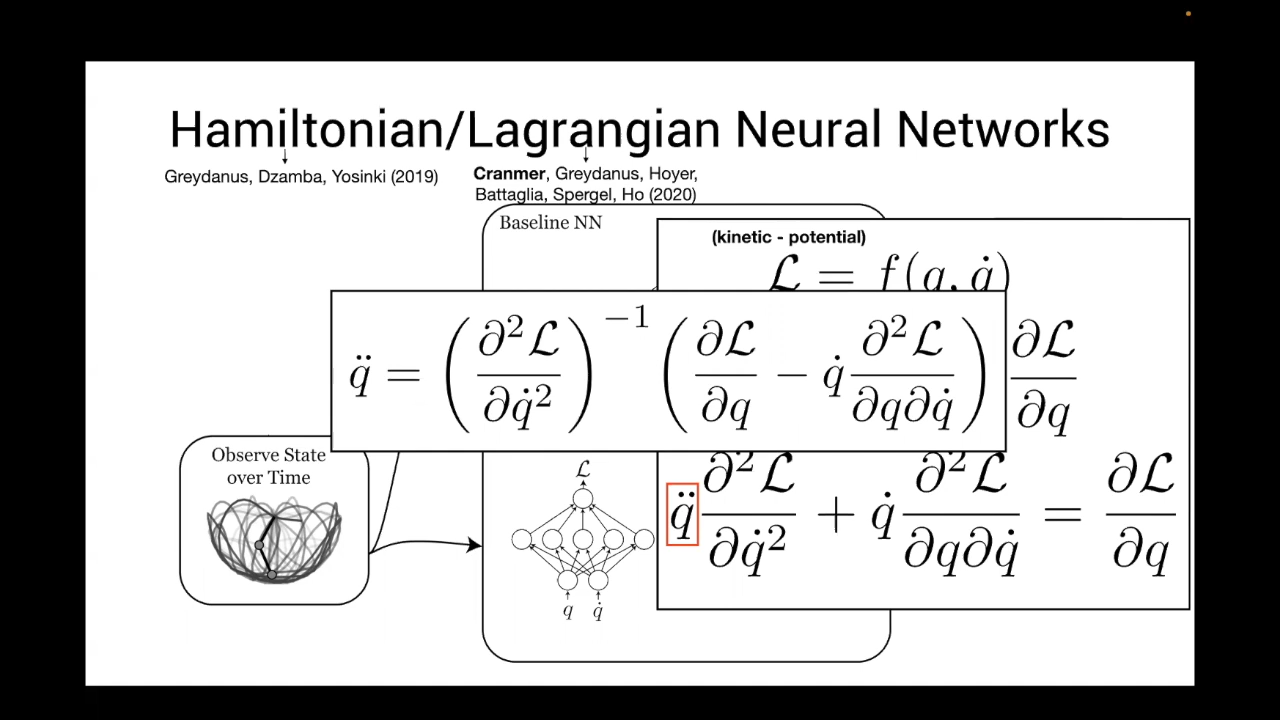 Hamiltonian/Lagrangian Neural Networks
Greydanus, Dzamba, Yosinki (2019)
Cranmer, Greydanus, Hoyer,
Battaglia, Spergel, Ho (2020)
Baseline NN
(kinetic - potential)
ℒ = f(q, q̇)
q̈ = (∂²ℒ/∂q̇²)⁻¹ (∂ℒ/∂q − q̇ ∂²ℒ/∂q∂q̇)
∂ℒ/∂q
q̈ ∂²ℒ/∂q̇² + q̇ ∂²ℒ/∂q∂q̇ = ∂ℒ/∂q
Observe State
over Time
ℒ
q q̇